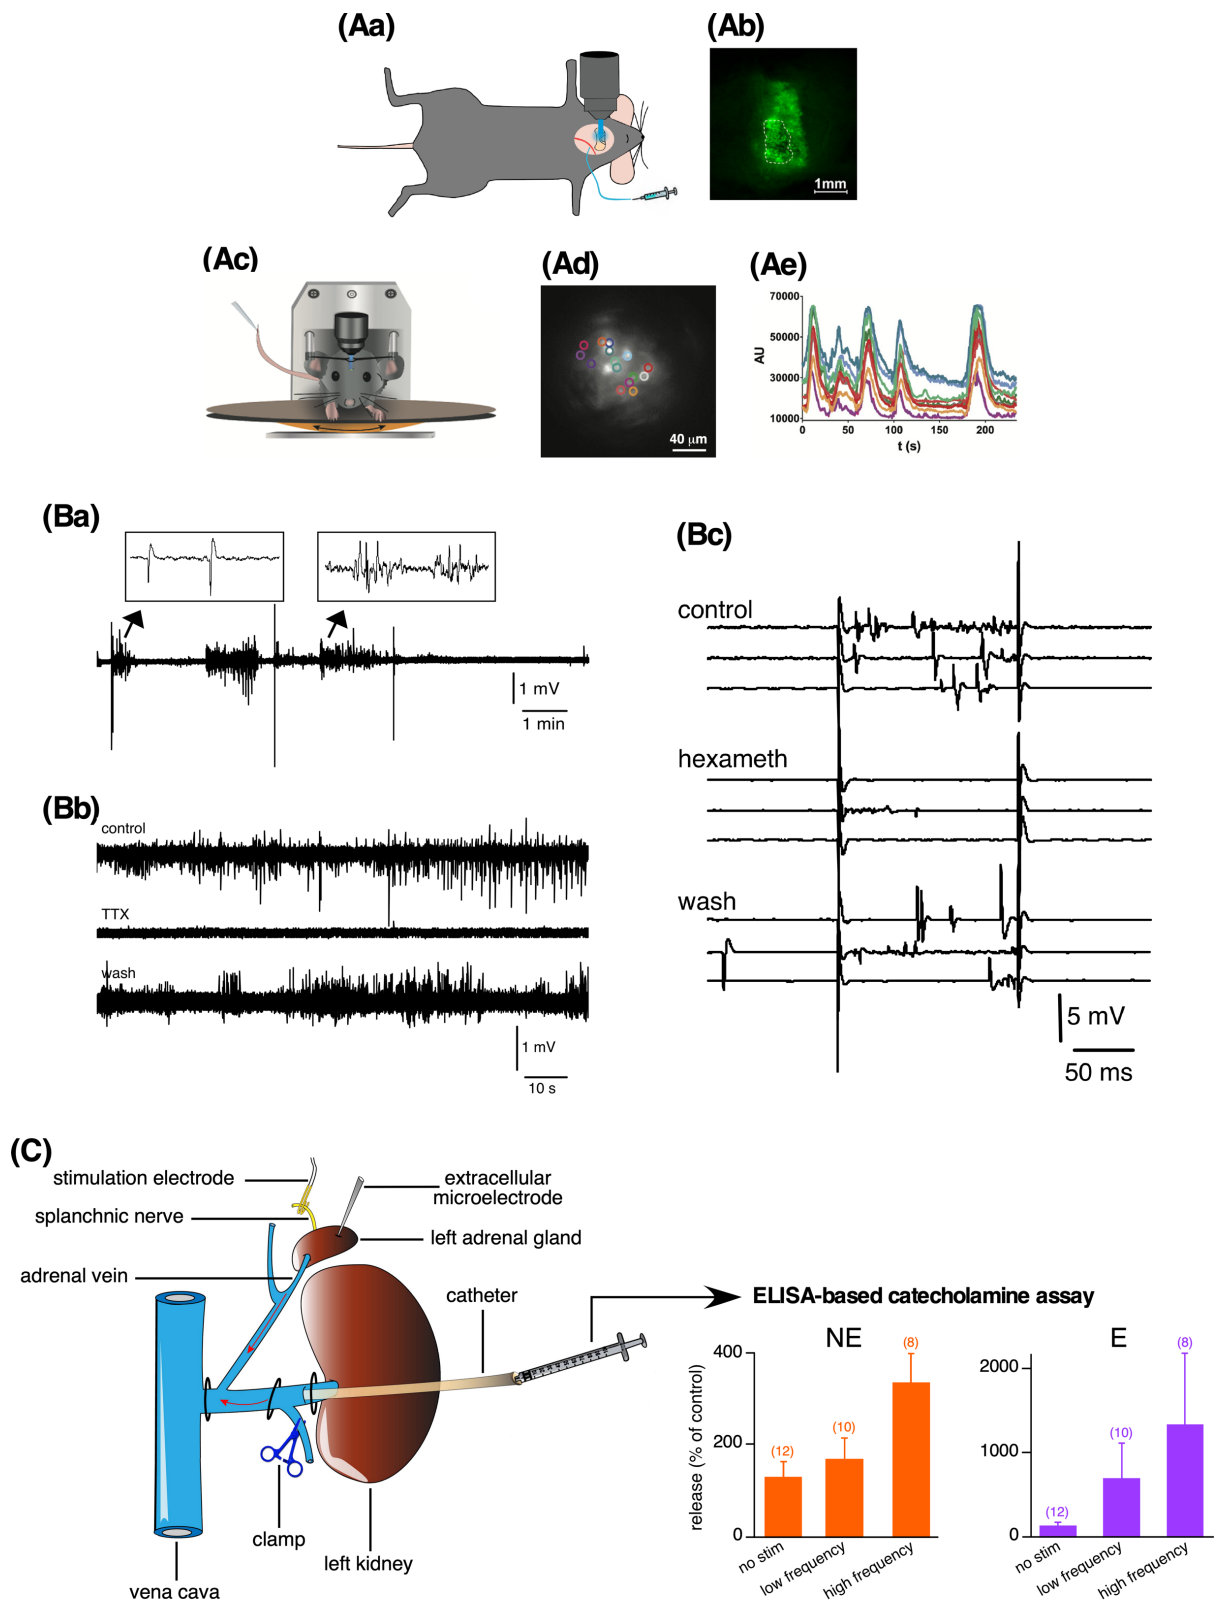 (Aa)
(Ab)
1mm
(Ac)
(Ad)
40 μm
(Ae)
70000
50000
30000
10000
AU
0
50
100
150
200
t (s)
(Ba)
1 mV
1 min
(Bb)
control
TTX
wash
1 mV
10 s
(Bc)
control
hexameth
wash
5 mV
50 ms
(C)
stimulation electrode
splanchnic nerve
adrenal vein
extracellular
microelectrode
left adrenal gland
catheter
clamp
left kidney
vena cava
ELISA-based catecholamine assay
NE
release (% of control)
400
200
0
(12)
(10)
(8)
no stim
low frequency
high frequency
E
2000
1000
0
(12)
(10)
(8)
no stim
low frequency
high frequency